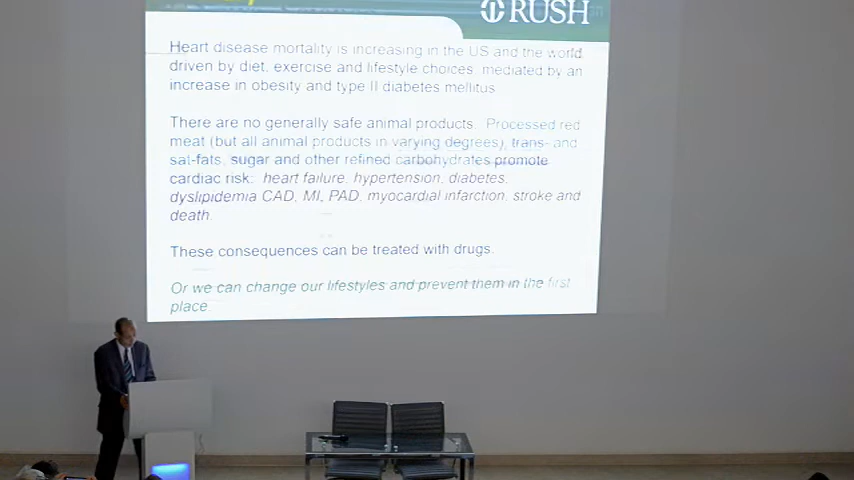 RUSH
Heart disease mortality is increasing in the US and the world
driven by diet, exercise and lifestyle choices, mediated by an
increase in obesity and type II diabetes mellitus.
There are no generally safe animal products. Processed red
meat (but all animal products in varying degrees), trans- and
sat-fats, sugar and other refined carbohydrates promote
cardiac risk: heart failure, hypertension, diabetes,
dyslipidemia CAD, MI, PAD, myocardial infarction, stroke and
death.
These consequences can be treated with drugs.
Or we can change our lifestyles and prevent them in the first
place.